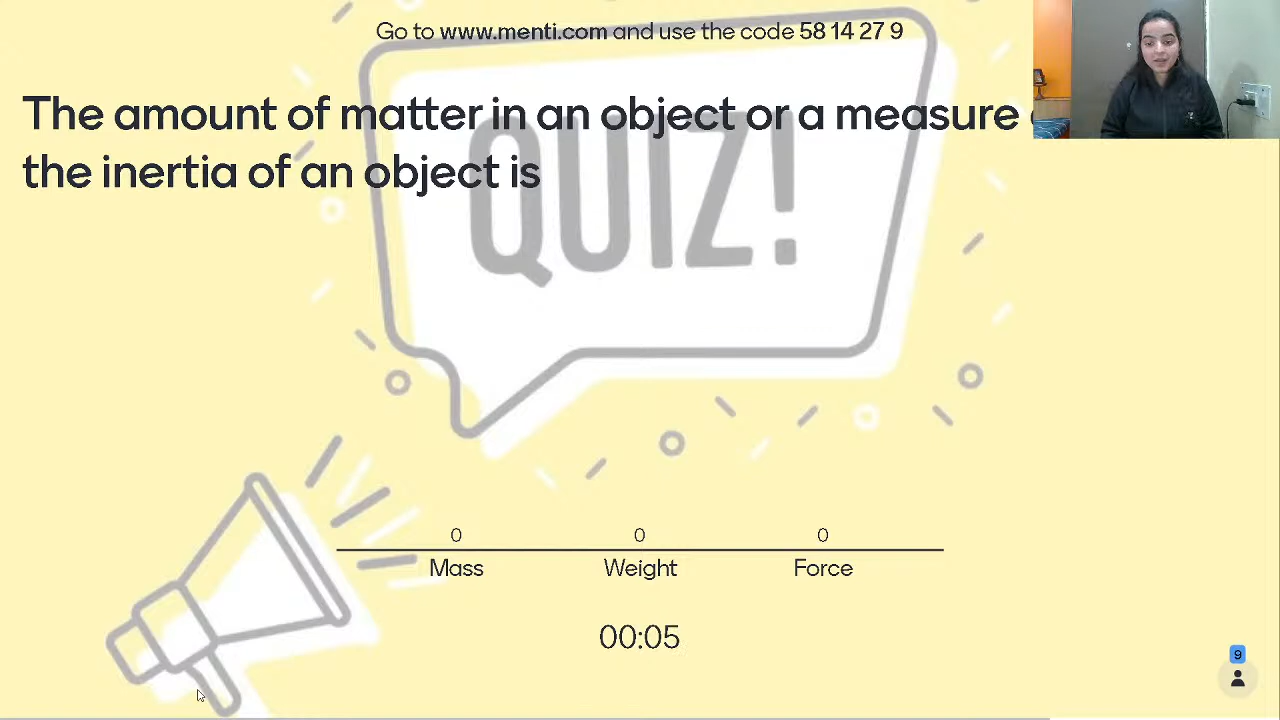 Go to www.menti.com and use the code 58 14 27 9
The amount of matter in an object or a measure
the inertia of an object is
QUIZ!
0 0 0
Mass Weight Force
00:05
9